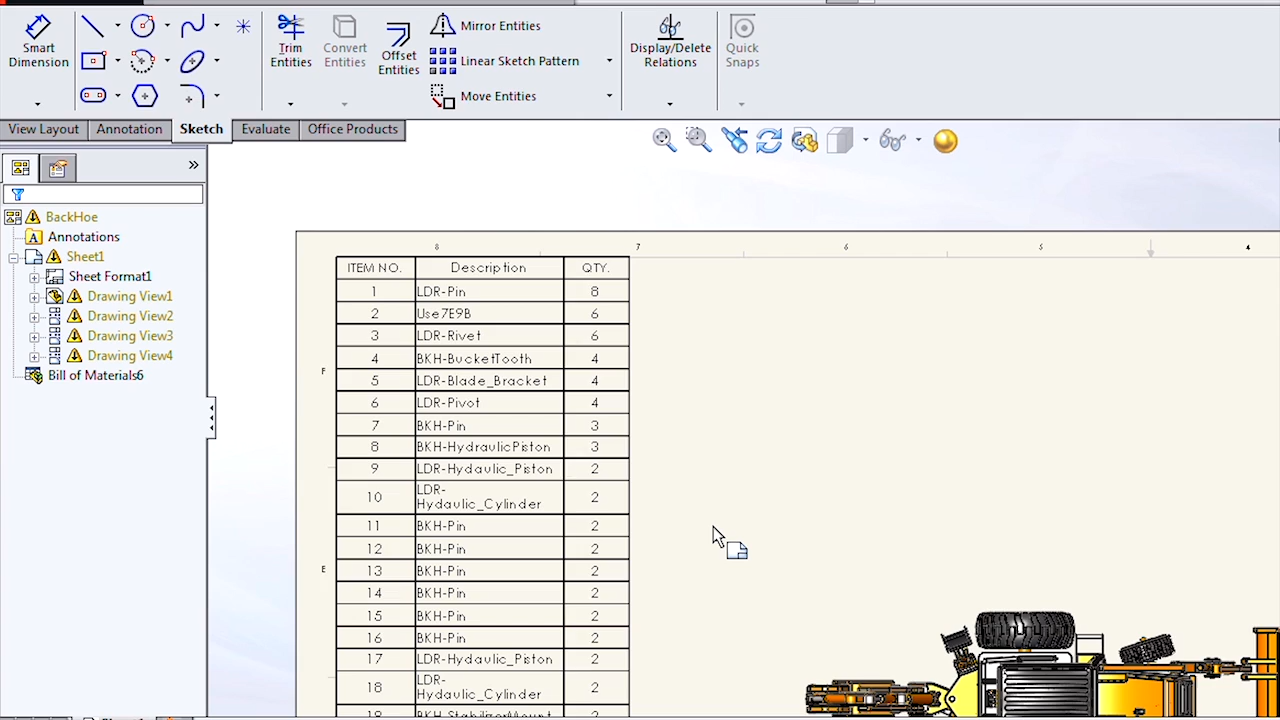 Smart
Dimension
Trim
Entities
Convert
Entities
Offset
Entities
Mirror Entities
Linear Sketch Pattern
Move Entities
Display/Delete
Relations
Quick
Snaps
View Layout
Annotation
Sketch
Evaluate
Office Products
BackHoe
A Annotations
Sheet1
Sheet Format1
Drawing View1
Drawing View2
Drawing View3
Drawing View4
Bill of Materials6
8 7 6 5 4
F
E
ITEM NO. Description QTY.
1 LDR-Pin 8
2 Use7E9B 6
3 LDR-Rivet 6
4 BKH-BucketTooth 4
5 LDR-Blade_Bracket 4
6 LDR-Pivot 4
7 BKH-Pin 3
8 BKH-HydraulicPiston 3
9 LDR-Hydaulic_Piston 2
10 LDR-
Hydaulic_Cylinder 2
11 BKH-Pin 2
12 BKH-Pin 2
13 BKH-Pin 2
14 BKH-Pin 2
15 BKH-Pin 2
16 BKH-Pin 2
17 LDR-Hydaulic_Piston 2
18 LDR-
Hydaulic_Cylinder 2
19 BKH-StabilizerMount 2